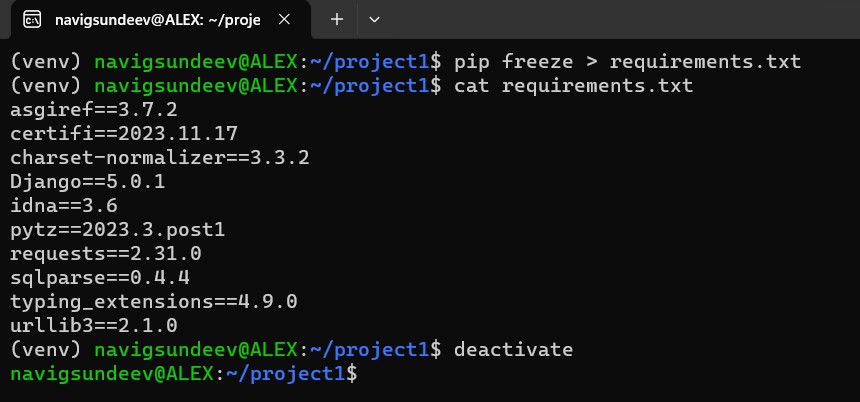 navigsundeev@ALEX: ~/proje
(venv) navigsundeev@ALEX:~/project1$ pip freeze > requirements.txt
(venv) navigsundeev@ALEX:~/project1$ cat requirements.txt
asgiref==3.7.2
certifi==2023.11.17
charset-normalizer==3.3.2
Django==5.0.1
idna==3.6
pytz==2023.3.post1
requests==2.31.0
sqlparse==0.4.4
typing_extensions==4.9.0
urllib3==2.1.0
(venv) navigsundeev@ALEX:~/project1$ deactivate
navigsundeev@ALEX:~/project1$